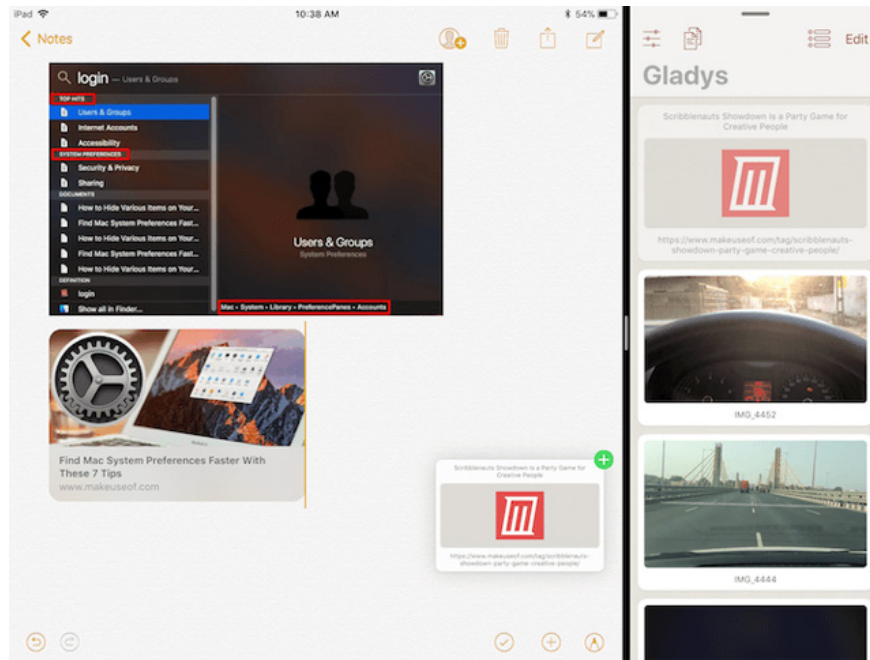 iPad
10:38 AM
54%
Notes
login — Users & Groups
TOP HITS
Users & Groups
Internet Accounts
Accessibility
SYSTEM PREFERENCES
Security & Privacy
Sharing
DOCUMENTS
How to Hide Various Items on Your...
Find Mac System Preferences Fast...
How to Hide Various Items on Your...
Find Mac System Preferences Fast...
How to Hide Various Items on Your...
DEFINITION
login
Show all in Finder...
Users & Groups
System Preferences
Mac › System › Library › PreferencePanes › Accounts
Find Mac System Preferences Faster With
These 7 Tips
www.makeuseof.com
Scribblenauts Showdown is a Party Game for
Creative People
https://www.makeuseof.com/tag/scribblenauts-
showdown-party-game-creative-people/
Edit
Gladys
Scribblenauts Showdown is a Party Game for
Creative People
https://www.makeuseof.com/tag/scribblenauts-
showdown-party-game-creative-people/
IMG_4452
IMG_4444